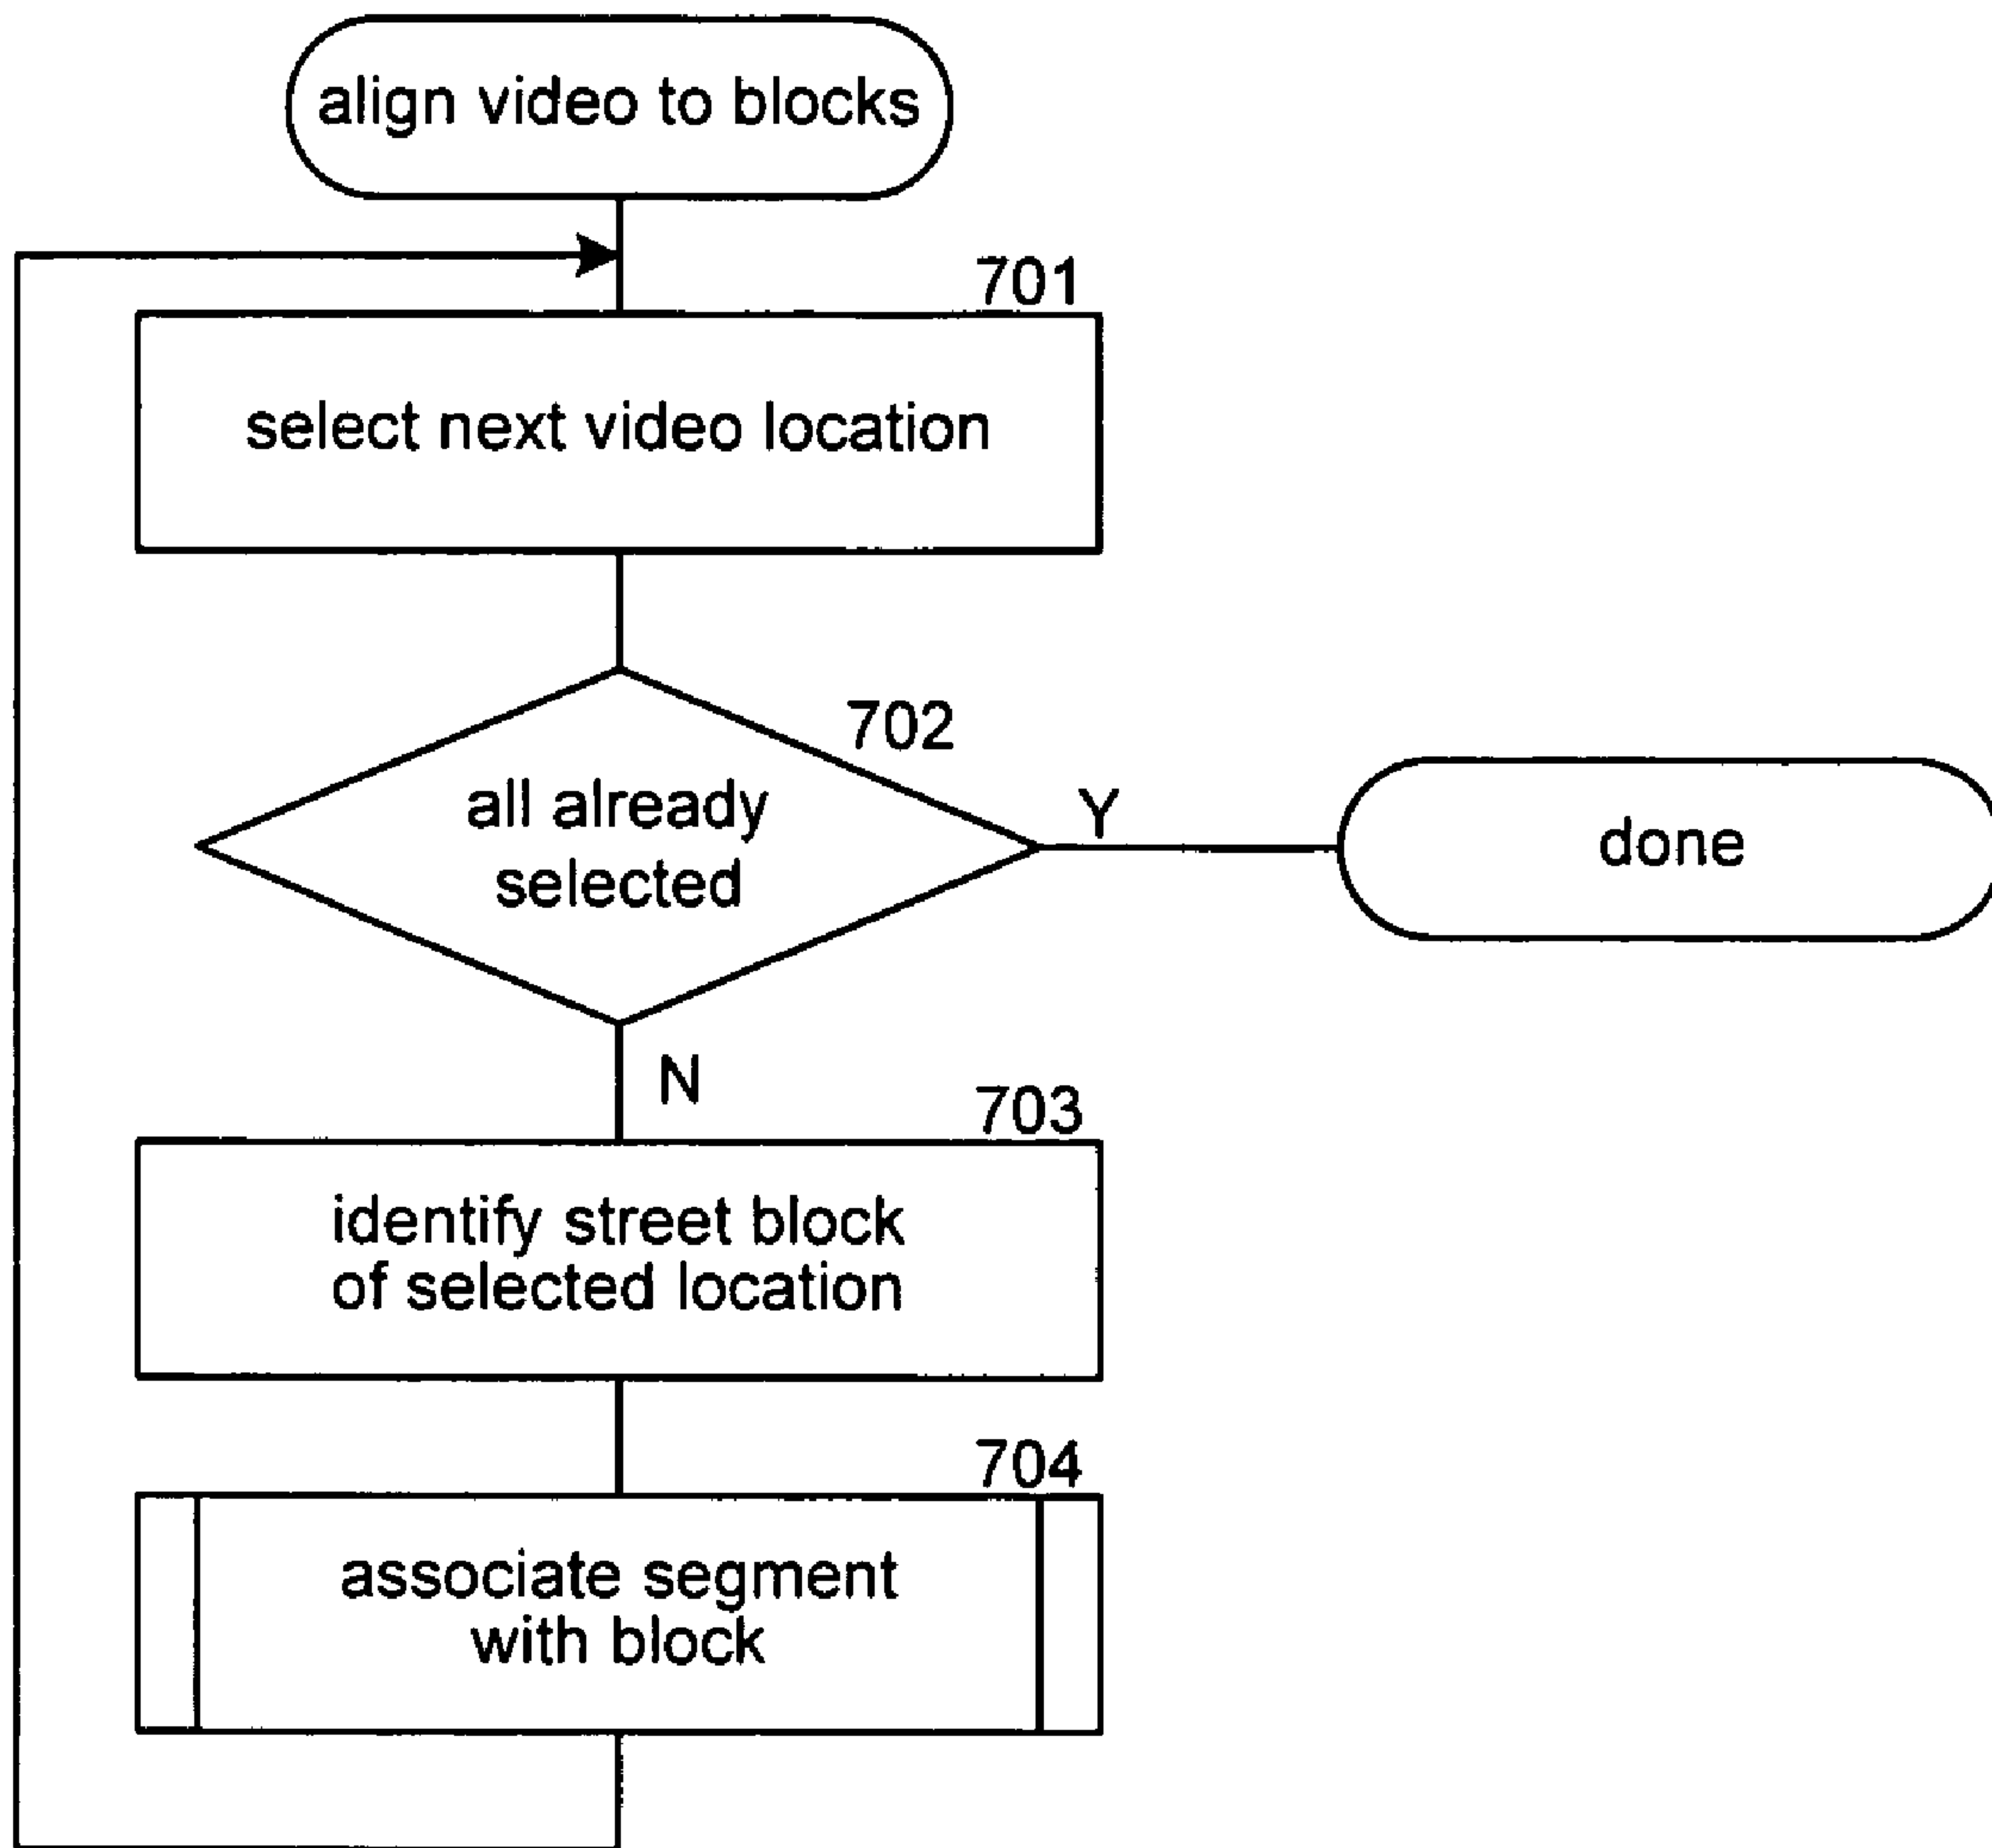 align video to blocks
701
select next video location
702
all already
selected
Y
done
N
703
identify street block
of selected location
704
associate segment
with block